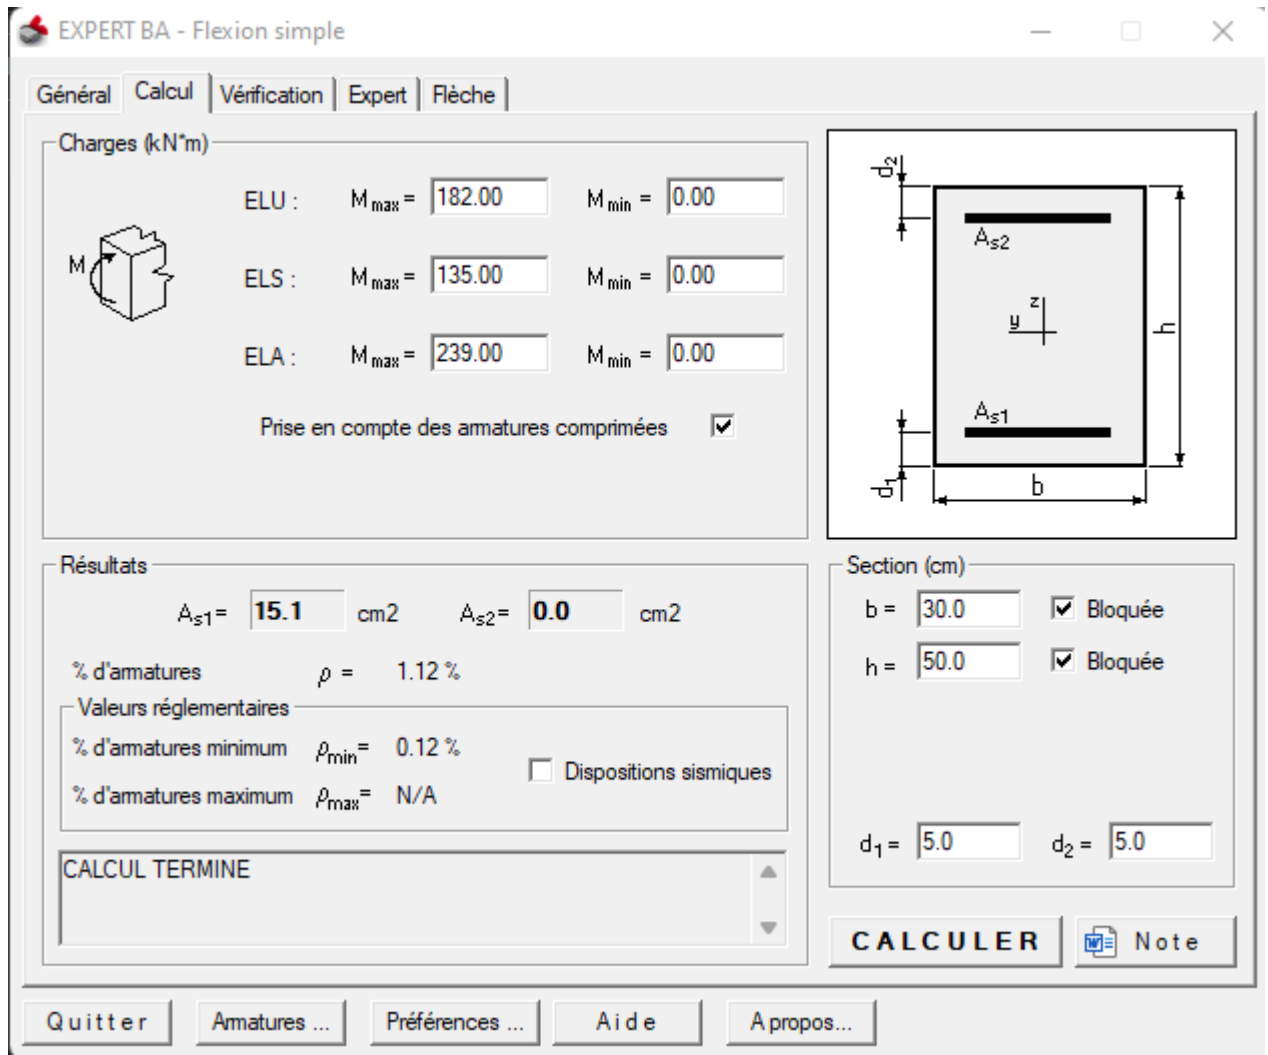 EXPERT BA - Flexion simple
Général Calcul Vérification Expert Flèche
Charges (kN*m)
ELU : M max = 182.00 M min = 0.00
ELS : M max = 135.00 M min = 0.00
ELA : M max = 239.00 M min = 0.00
M
Prise en compte des armatures comprimées
d2
As2
z
y
h
As1
d1
b
Résultats
As1= 15.1 cm2 As2= 0.0 cm2
% d'armatures ρ = 1.12 %
Valeurs réglementaires
% d'armatures minimum ρmin= 0.12 %
Dispositions sismiques
% d'armatures maximum ρmax= N/A
CALCUL TERMINE
Section (cm)
b = 30.0 Bloquée
h = 50.0 Bloquée
d1 = 5.0 d2 = 5.0
CALCULER Note
Quitter Armatures ... Préférences ... Aide A propos...